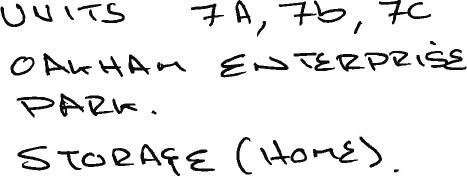 UNITS 7A, 7b, 7C
OAKHAM ENTERPRISE
PARK.
STORAGE (HOME).